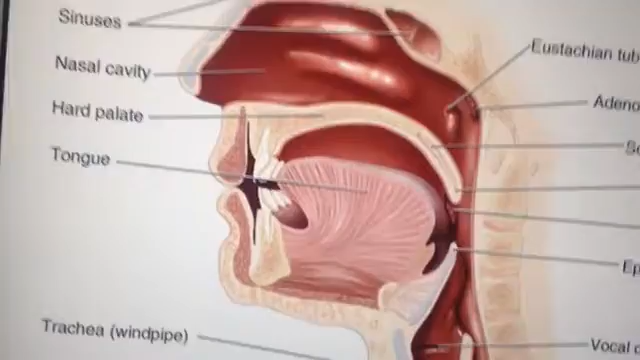 Sinuses
Nasal cavity
Hard palate
Tongue
Trachea (windpipe)
Eustachian tub
Adeno
Ep
Vocal